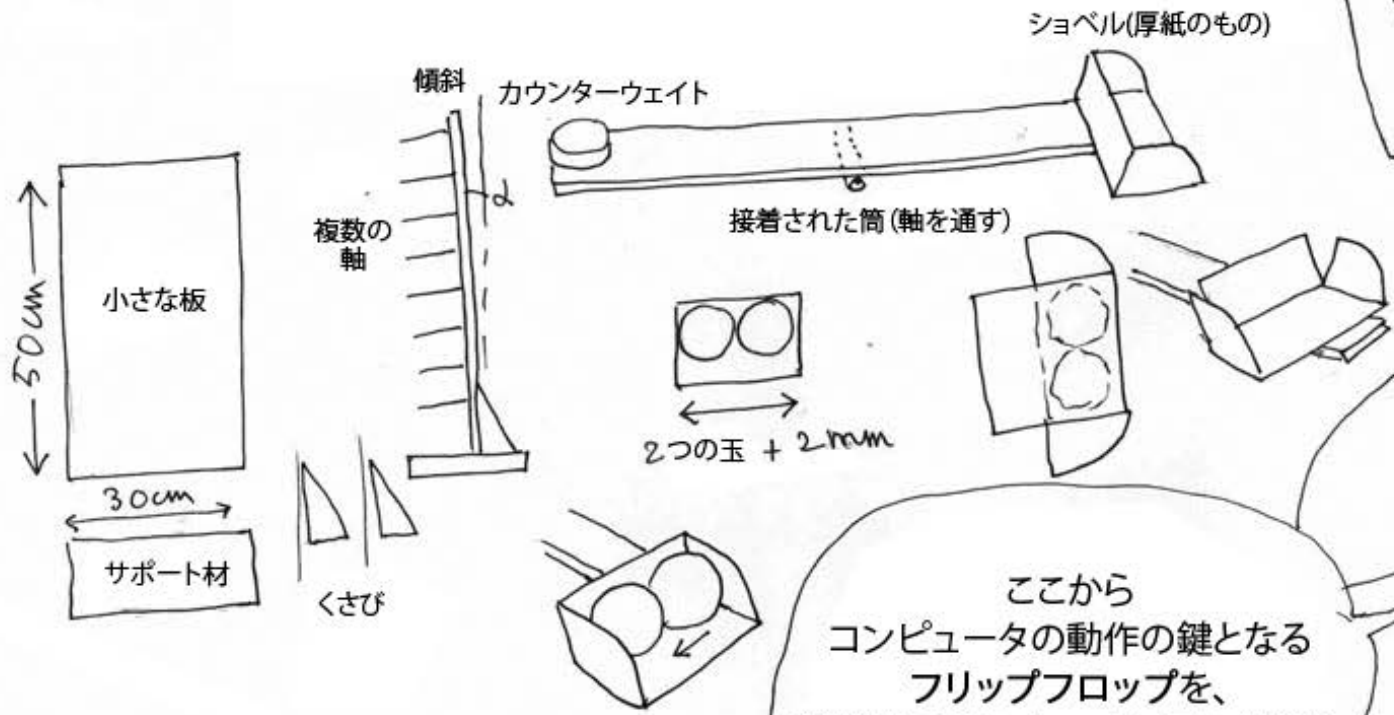 ショベル(厚紙のもの)
傾斜
カウンターウェイト
α
複数の
軸
接着された筒(軸を通す)
小さな板
50cm
2つの玉 + 2mm
30cm
サポート材
くさび
ここから
コンピュータの動作の鍵となる
フリップフロップを、